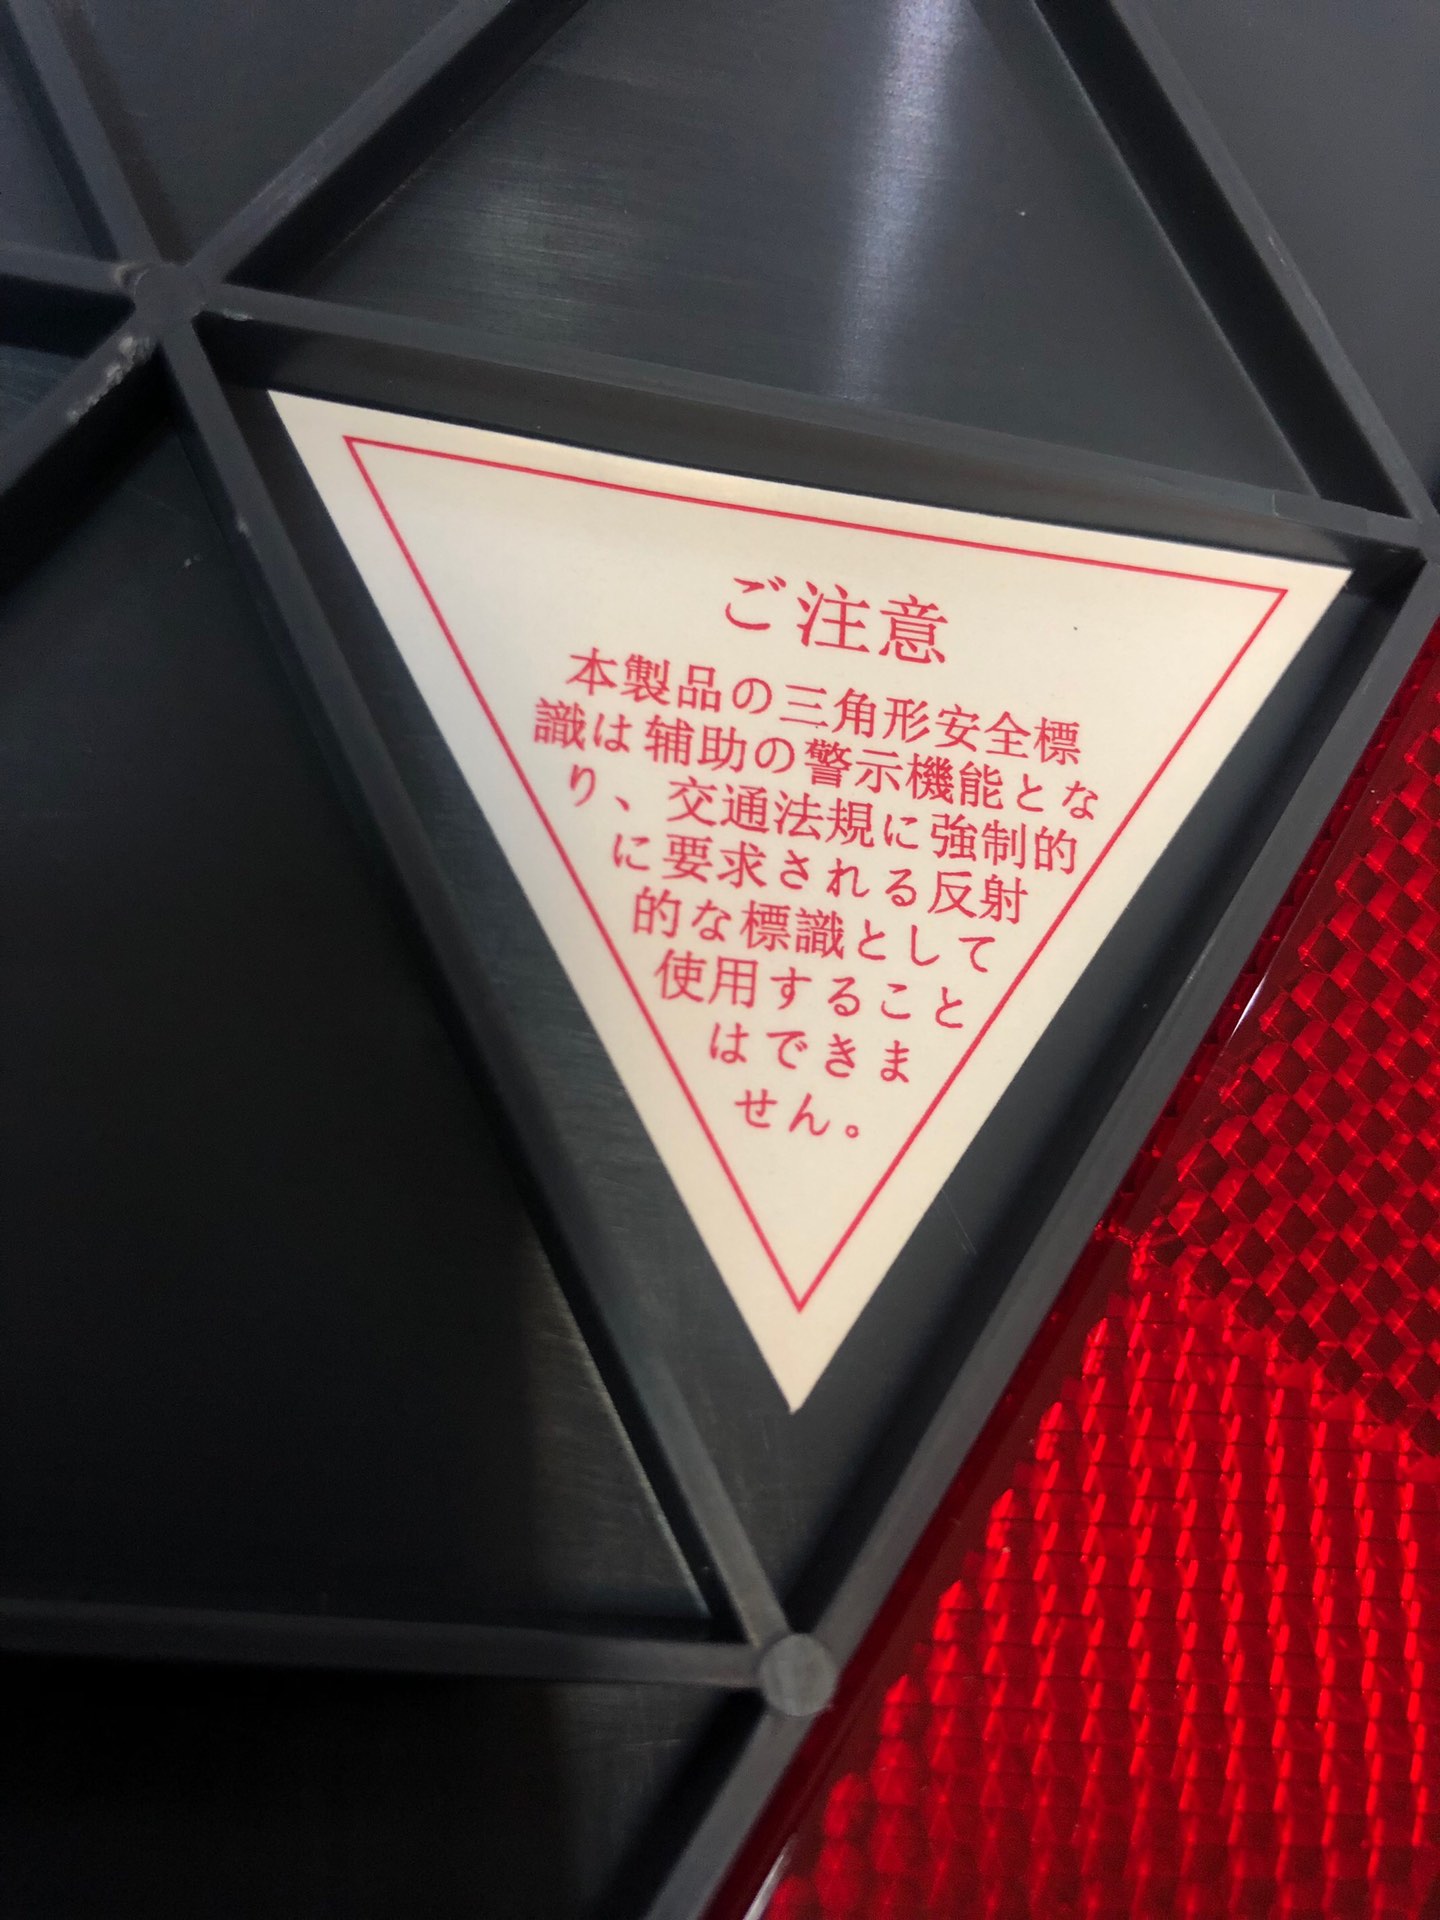 ご注意
本製品の三角形安全標
識は辅助の警示機能とな
り、交通法規に強制的
に要求される反射
的な標識として
使用すること
はできま
せん。